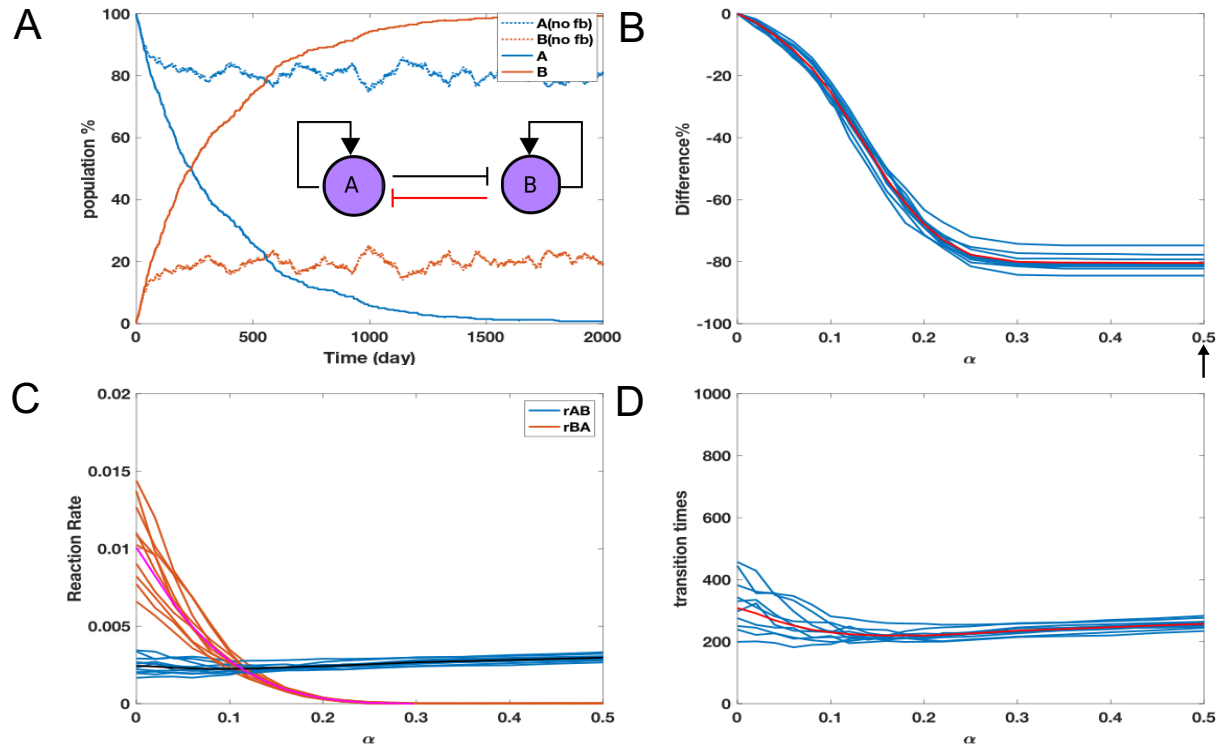 A
100
80
60
40
20
0
population %
0 500 1000 1500 2000
Time (day)
A(no fb)
B(no fb)
A
B
A
B
B
0
-20
-40
-60
-80
-100
Difference%
0 0.1 0.2 0.3 0.4 0.5
α
C
0.02
0.015
0.01
0.005
0
Reaction Rate
0 0.1 0.2 0.3 0.4 0.5
α
rAB
rBA
D
1000
800
600
400
200
0
transition times
0 0.1 0.2 0.3 0.4 0.5
α